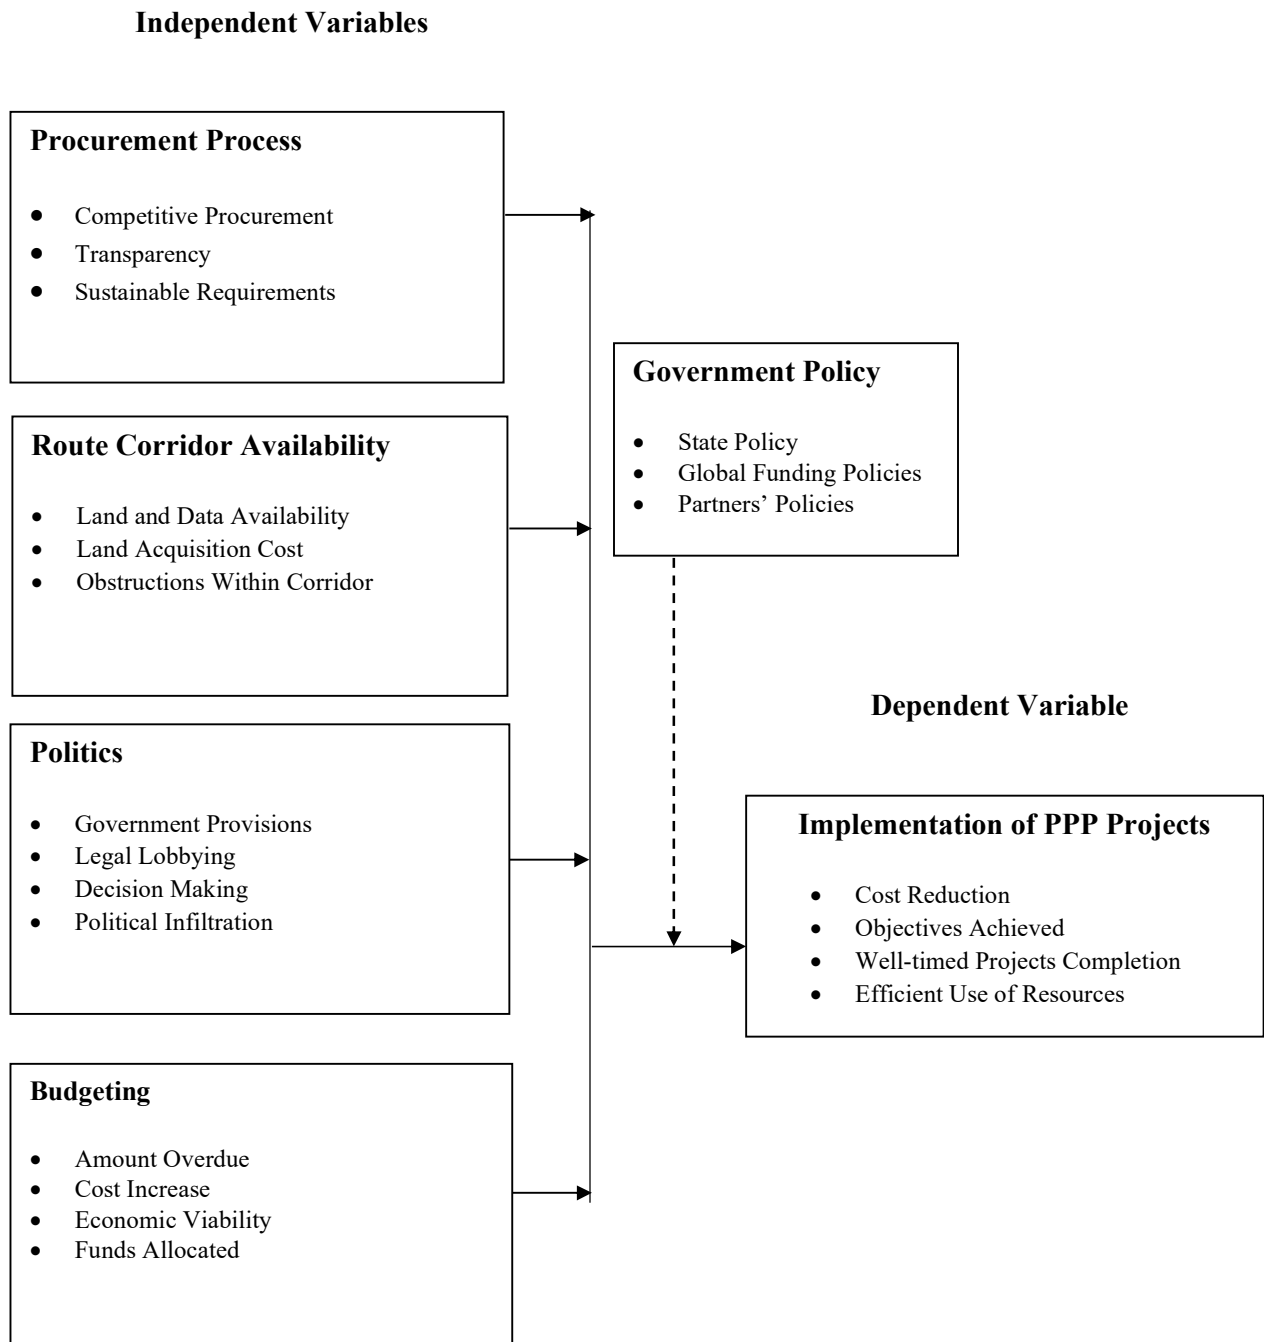 Independent Variables
Procurement Process
• Competitive Procurement
• Transparency
• Sustainable Requirements
Route Corridor Availability
• Land and Data Availability
• Land Acquisition Cost
• Obstructions Within Corridor
Politics
• Government Provisions
• Legal Lobbying
• Decision Making
• Political Infiltration
Budgeting
• Amount Overdue
• Cost Increase
• Economic Viability
• Funds Allocated
Government Policy
• State Policy
• Global Funding Policies
• Partners’ Policies
Dependent Variable
Implementation of PPP Projects
• Cost Reduction
• Objectives Achieved
• Well-timed Projects Completion
• Efficient Use of Resources